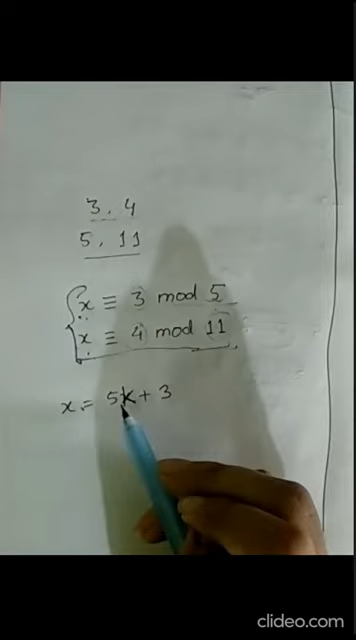 3, 4
5, 11
x ≡ 3 mod 5
x ≡ 4 mod 11
x = 5k + 3
clideo.com